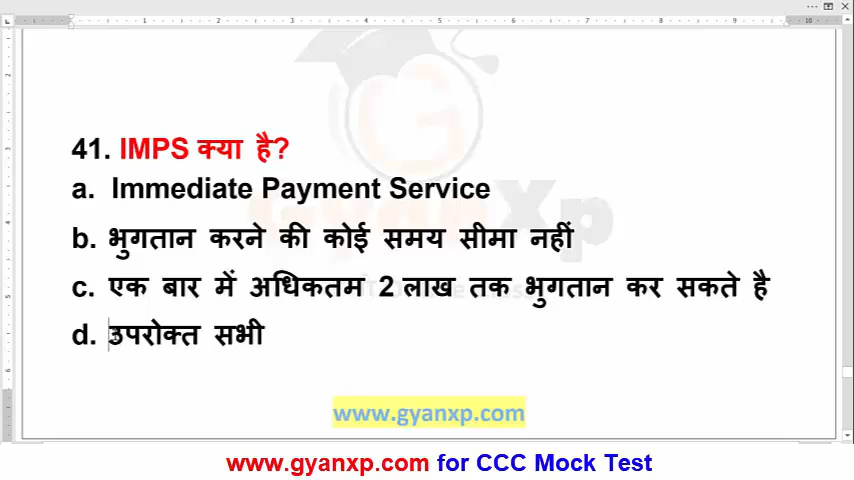 41. IMPS क्या है?
a. Immediate Payment Service
b. भुगतान करने की कोई समय सीमा नहीं
c. एक बार में अधिकतम 2 लाख तक भुगतान कर सकते है
d. उपरोक्त सभी
www.gyanxp.com
www.gyanxp.com for CCC Mock Test